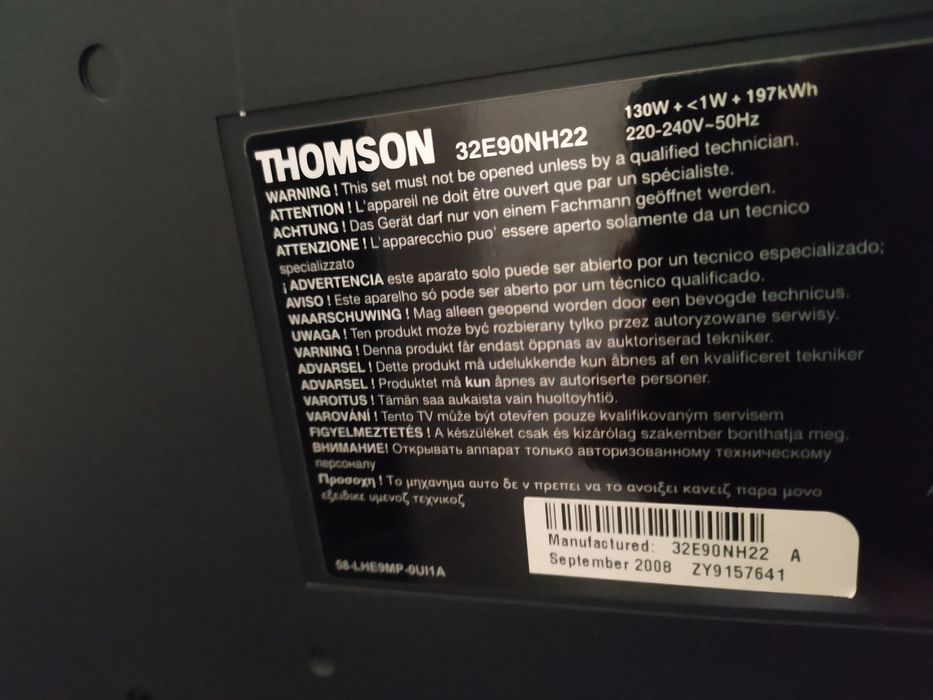 THOMSON 32E90NH22
130W + <1W + 197kWh
220-240V~50Hz
WARNING ! This set must not be opened unless by a qualified technician.
ATTENTION ! L'appareil ne doit être ouvert que par un spécialiste.
ACHTUNG ! Das Gerät darf nur von einem Fachmann geöffnet werden.
ATTENZIONE ! L'apparecchio puo' essere aperto solamente da un tecnico
specializzato
¡ ADVERTENCIA este aparato solo puede ser abierto por un tecnico especializado;
AVISO ! Este aparelho só pode ser aberto por um técnico qualificado.
WAARSCHUWING ! Mag alleen geopend worden door een bevogde technicus.
UWAGA ! Ten produkt może być rozbierany tylko przez autoryzowane serwisy.
VARNING ! Denna produkt får endast öppnas av auktoriserad tekniker.
ADVARSEL ! Dette produkt må udelukkende kun åbnes af en kvalificeret tekniker
ADVARSEL ! Produktet må kun åpnes av autoriserte personer.
VAROITUS ! Tämän saa aukaista vain huoltoyhtiö.
VAROVÁNÍ ! Tento TV může být otevřen pouze kvalifikovaným servisem
FIGYELMEZTETÉS ! A készüléket csak és kizárólag szakember bonthatja meg.
ВНИМАНИЕ! Открывать аппарат только авторизованному техническому
персоналу
Προσοχη ! Το μηχανημα αυτο δε ν πρεπει να το ανοιξει κανειζ παρα μονο
εξειδικε υμενοζ τεχνικοζ
58-LHE9MP-0UI1A
Manufactured: 32E90NH22 A
September 2008 ZY9157641